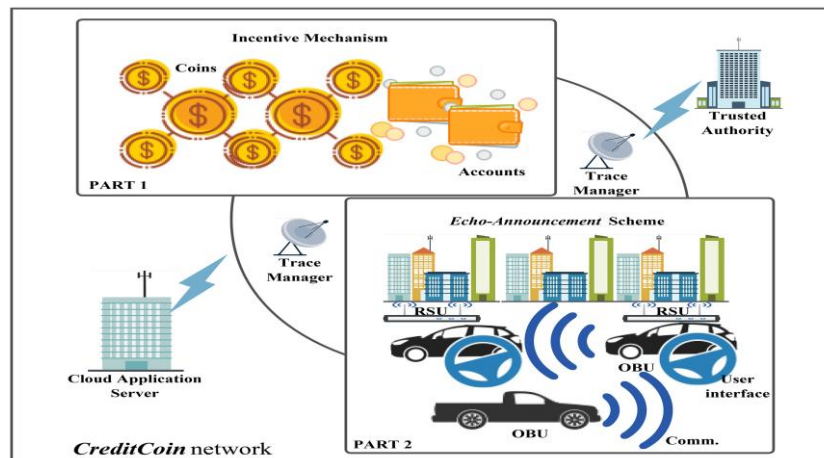 Incentive Mechanism
Coins
$
$
$
$
$
$
$
$
Accounts
PART 1
Trusted
Authority
Trace
Manager
Trace
Manager
Cloud Application
Server
CreditCoin network
Echo-Announcement Scheme
RSU
RSU
OBU
User
interface
OBU
Comm.
PART 2